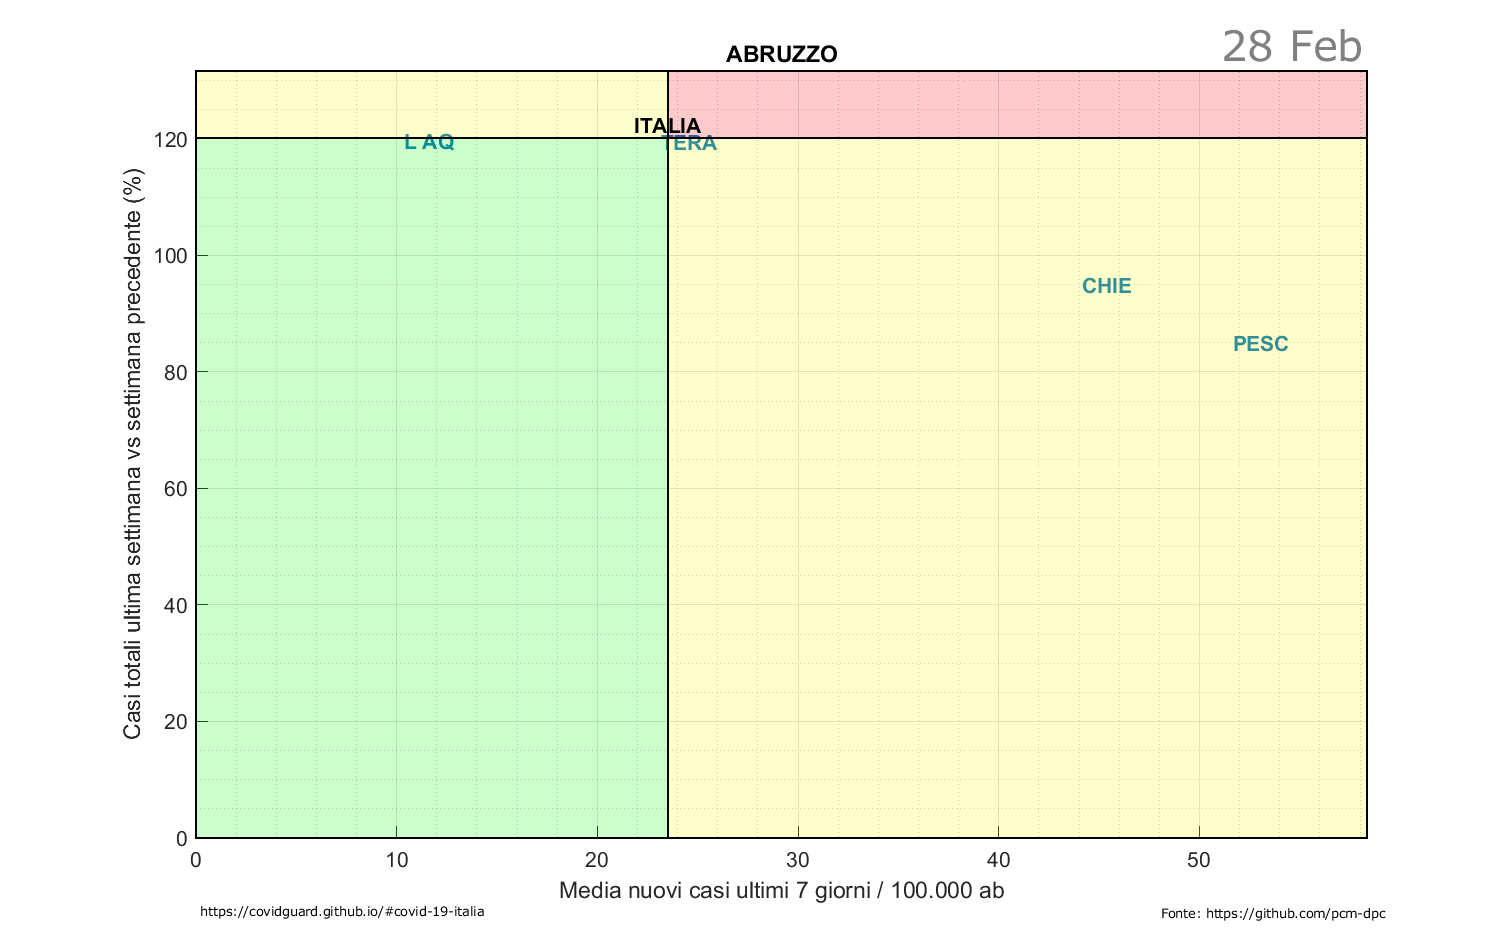 28 Feb
ABRUZZO
ITALIA
L AQ
TERA
CHIE
PESC
120
100
80
60
40
20
0
Casi totali ultima settimana vs settimana precedente (%)
0 10 20 30 40 50
Media nuovi casi ultimi 7 giorni / 100.000 ab
https://covidguard.github.io/#covid-19-italia
Fonte: https://github.com/pcm-dpc